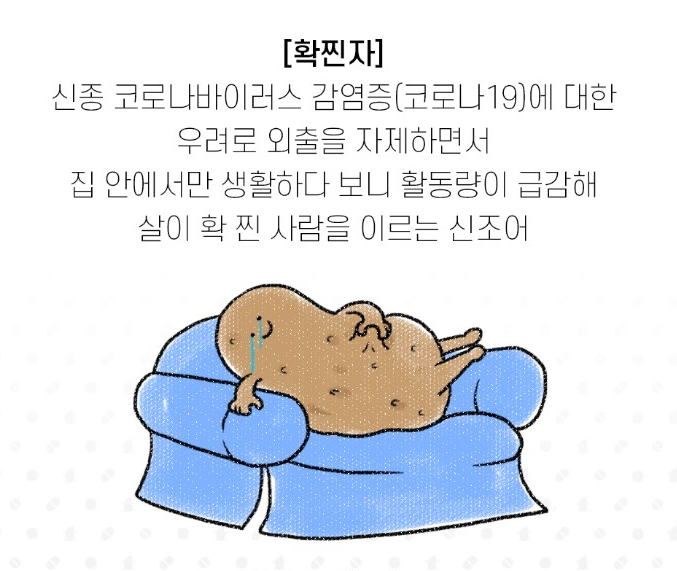 [확찐자]
신종 코로나바이러스 감염증(코로나19)에 대한
우려로 외출을 자제하면서
집 안에서만 생활하다 보니 활동량이 급감해
살이 확 찐 사람을 이르는 신조어